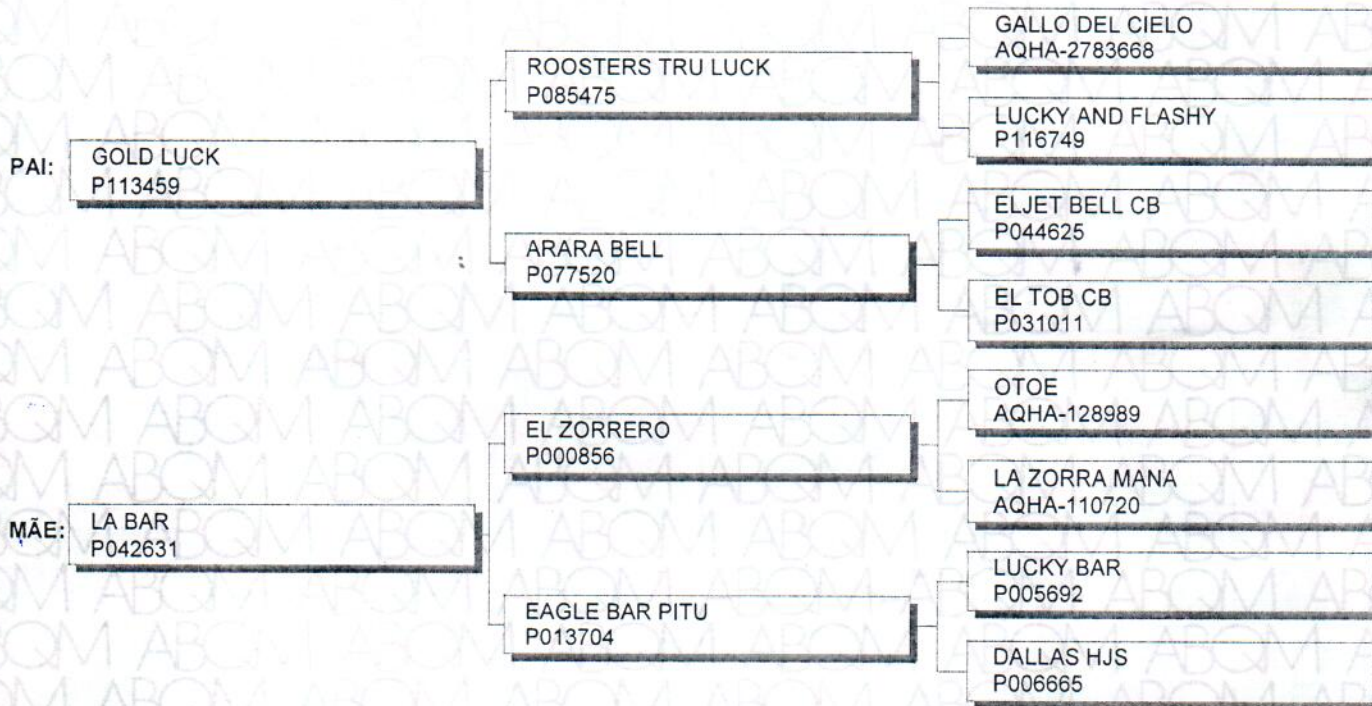 PAI:
GOLD LUCK
P113459
ROOSTERS TRU LUCK
P085475
GALLO DEL CIELO
AQHA-2783668
LUCKY AND FLASHY
P116749
ARARA BELL
P077520
ELJET BELL CB
P044625
EL TOB CB
P031011
MÃE:
LA BAR
P042631
EL ZORRERO
P000856
OTOE
AQHA-128989
LA ZORRA MANA
AQHA-110720
EAGLE BAR PITU
P013704
LUCKY BAR
P005692
DALLAS HJS
P006665